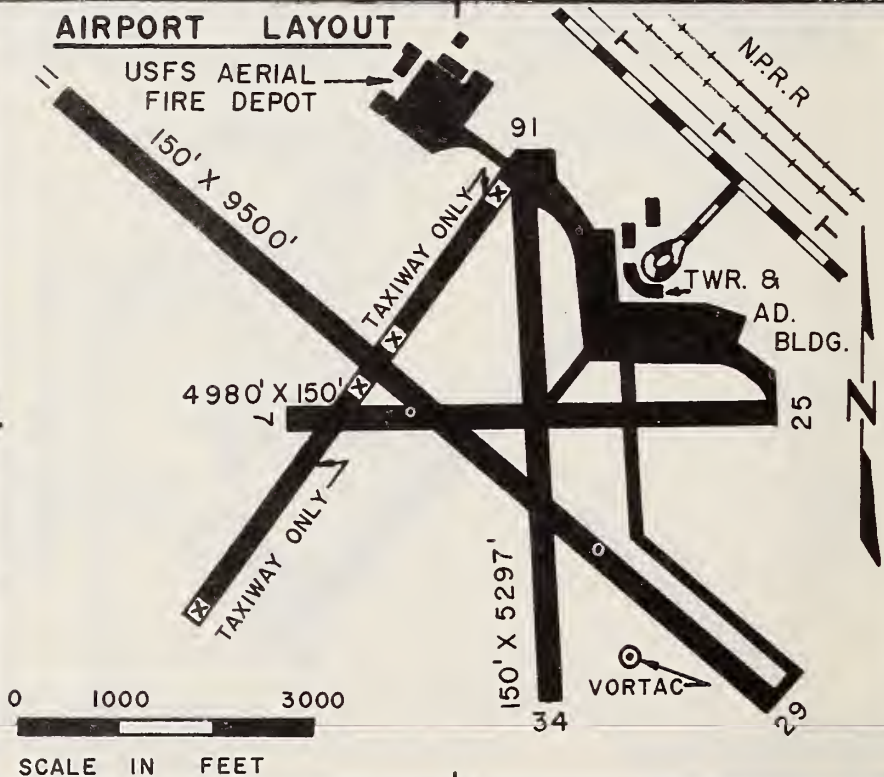 AIRPORT LAYOUT
USFS AERIAL
FIRE DEPOT
N.P.R.R
T
T
T
11
150' X 9500'
16
TAXIWAY ONLY
X
X
X
TWR. &
AD.
BLDG.
4980' X 150'
7
25
N
TAXIWAY ONLY
X
150' X 5297'
VORTAC
34
29
0 1000 3000
SCALE IN FEET